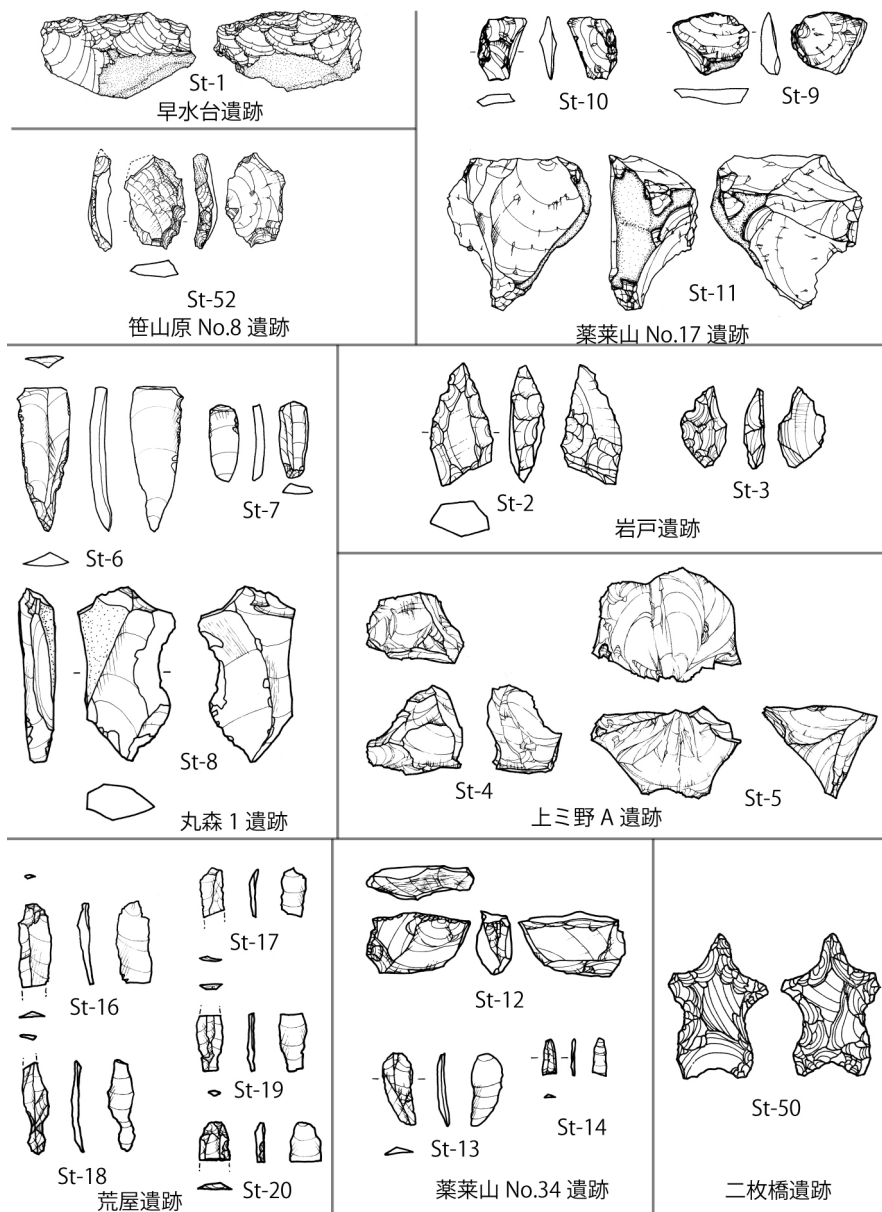 St-1
早水台遺跡
St-10
St-9
St-11
薬莱山 No.17 遺跡
St-52
笹山原 No.8 遺跡
St-6
St-7
St-8
丸森 1 遺跡
St-2
St-3
岩戸遺跡
St-4
St-5
上ミ野 A 遺跡
St-16
St-17
St-18
St-19
St-20
荒屋遺跡
St-12
St-13
St-14
薬莱山 No.34 遺跡
St-50
二枚橋遺跡